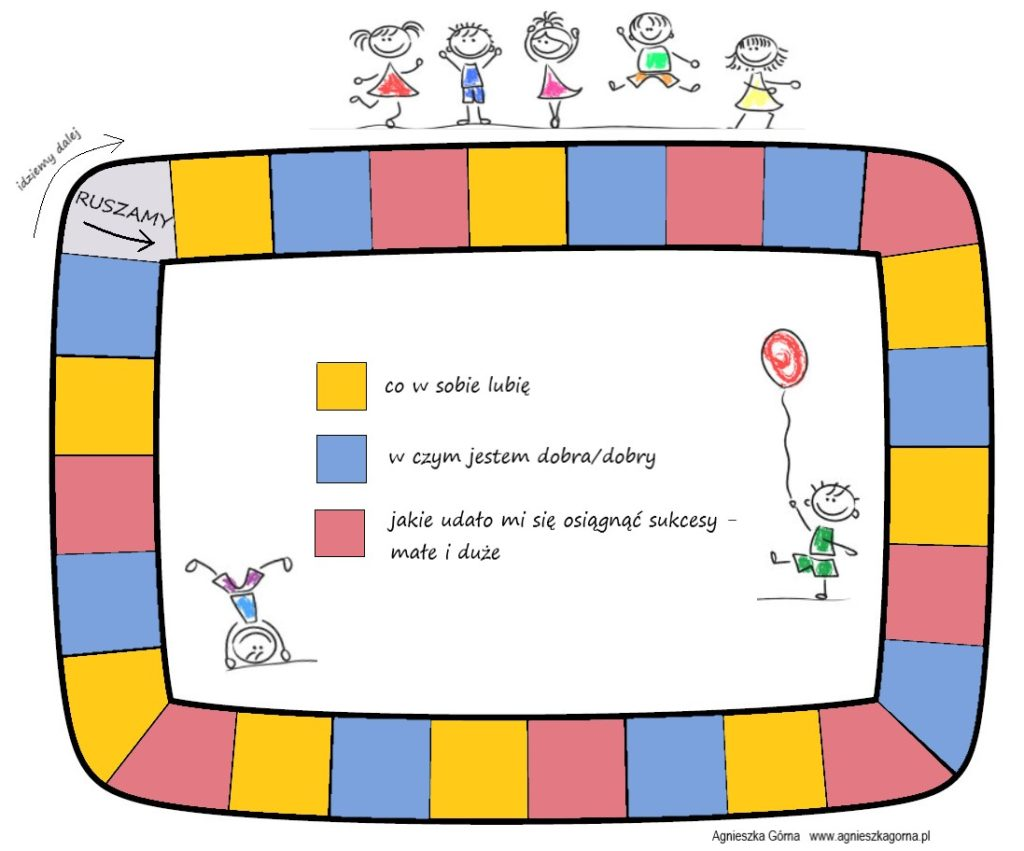 idziemy dalej
RUSZAMY
co w sobie lubię
w czym jestem dobra/dobry
jakie udało mi się osiągnąć sukcesy -
małe i duże
Agnieszka Górna www.agnieszkagorna.pl